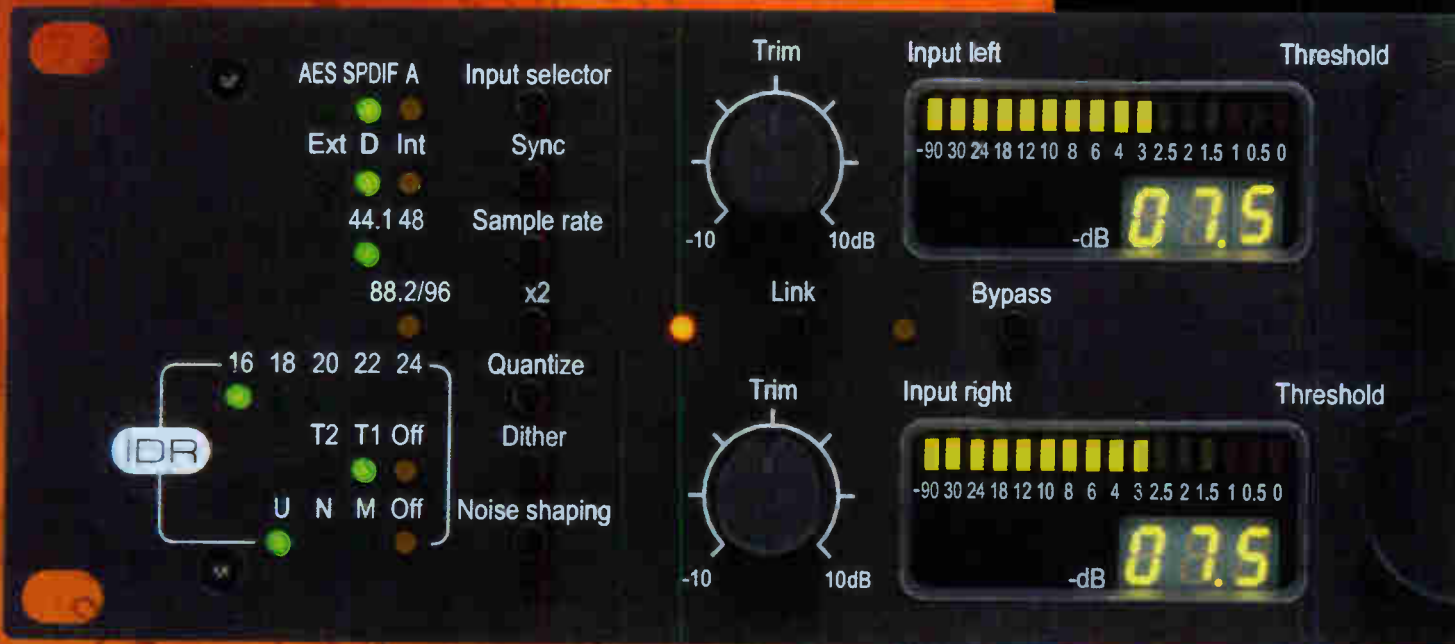 AES SPDIF A Input selector
Ext D Int Sync
44.1 48 Sample rate
88.2/96 x2
16 18 20 22 24 Quantize
IDR
T2 T1 Off Dither
U N M Off Noise shaping
Trim
-10 10dB
Input left Threshold
-90 30 24 18 12 10 8 6 4 3 2.5 2 1.5 1 0.5 0
-dB 07.5
Link Bypass
Trim
-10 10dB
Input right Threshold
-90 30 24 18 12 10 8 6 4 3 2.5 2 1.5 1 0.5 0
-dB 07.5